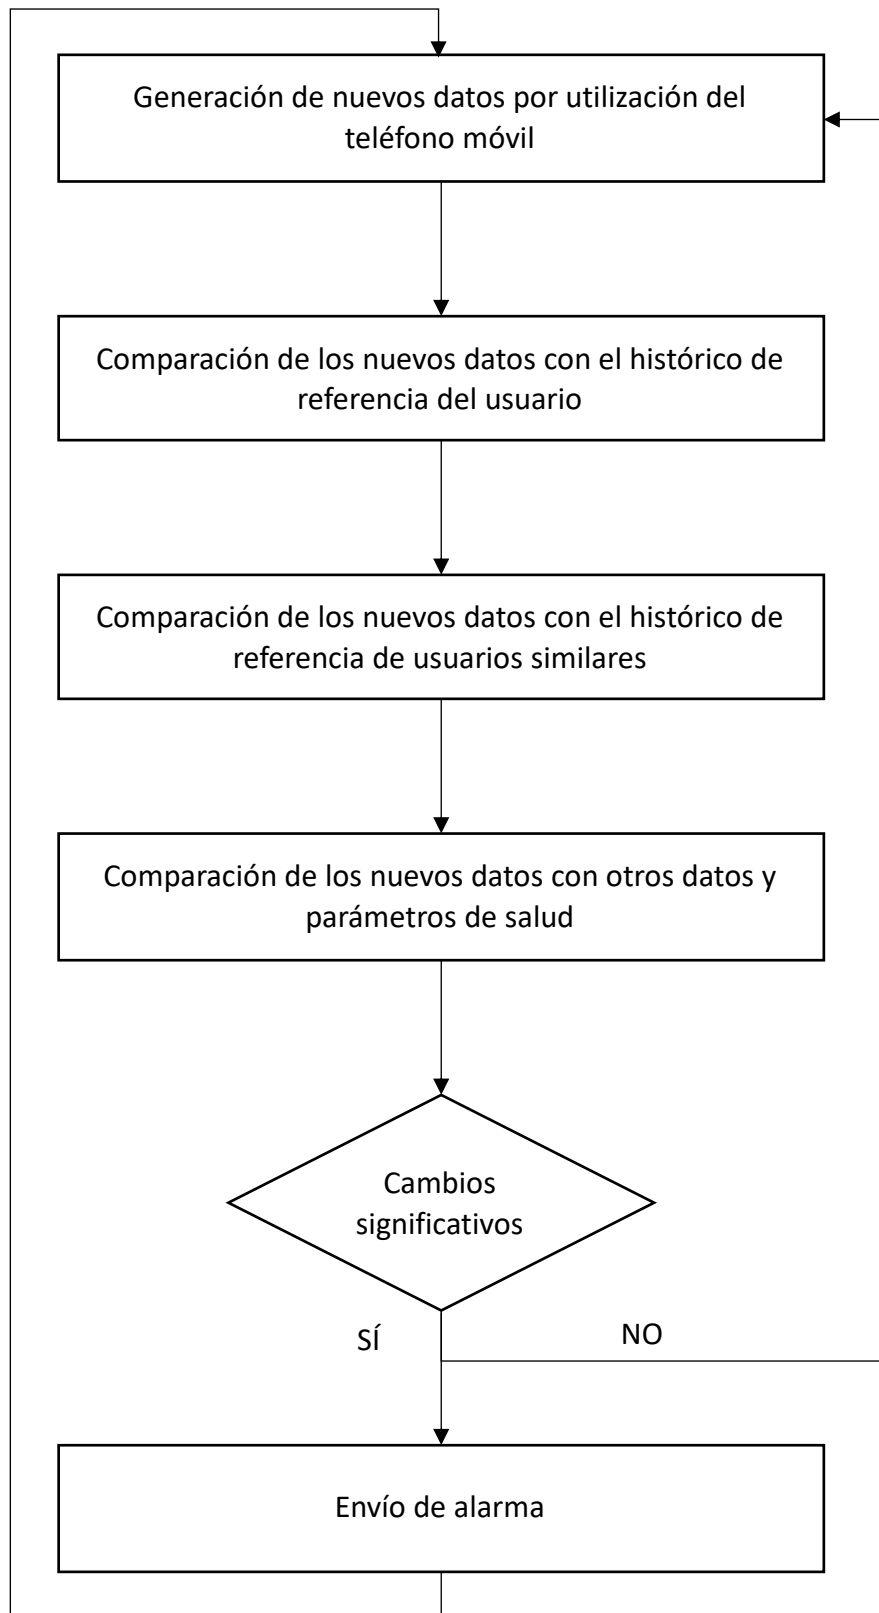 Generación de nuevos datos por utilización del
teléfono móvil
Comparación de los nuevos datos con el histórico de
referencia del usuario
Comparación de los nuevos datos con el histórico de
referencia de usuarios similares
Comparación de los nuevos datos con otros datos y
parámetros de salud
Cambios
significativos
SÍ
NO
Envío de alarma